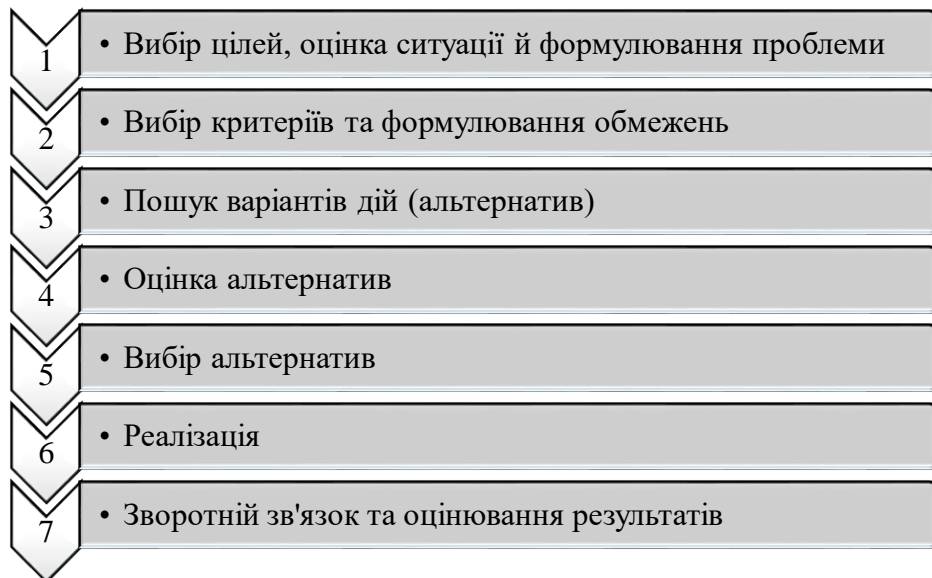 1 • Вибір цілей, оцінка ситуації й формулювання проблеми
2 • Вибір критеріїв та формулювання обмежень
3 • Пошук варіантів дій (альтернатив)
4 • Оцінка альтернатив
5 • Вибір альтернатив
6 • Реалізація
7 • Зворотній зв'язок та оцінювання результатів